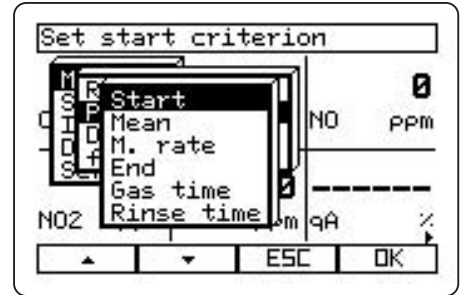 Set start criterion
Start
Mean
M. rate
End
Gas time
Rinse time
0
NO ppm
NO2
qA %
ESC OK